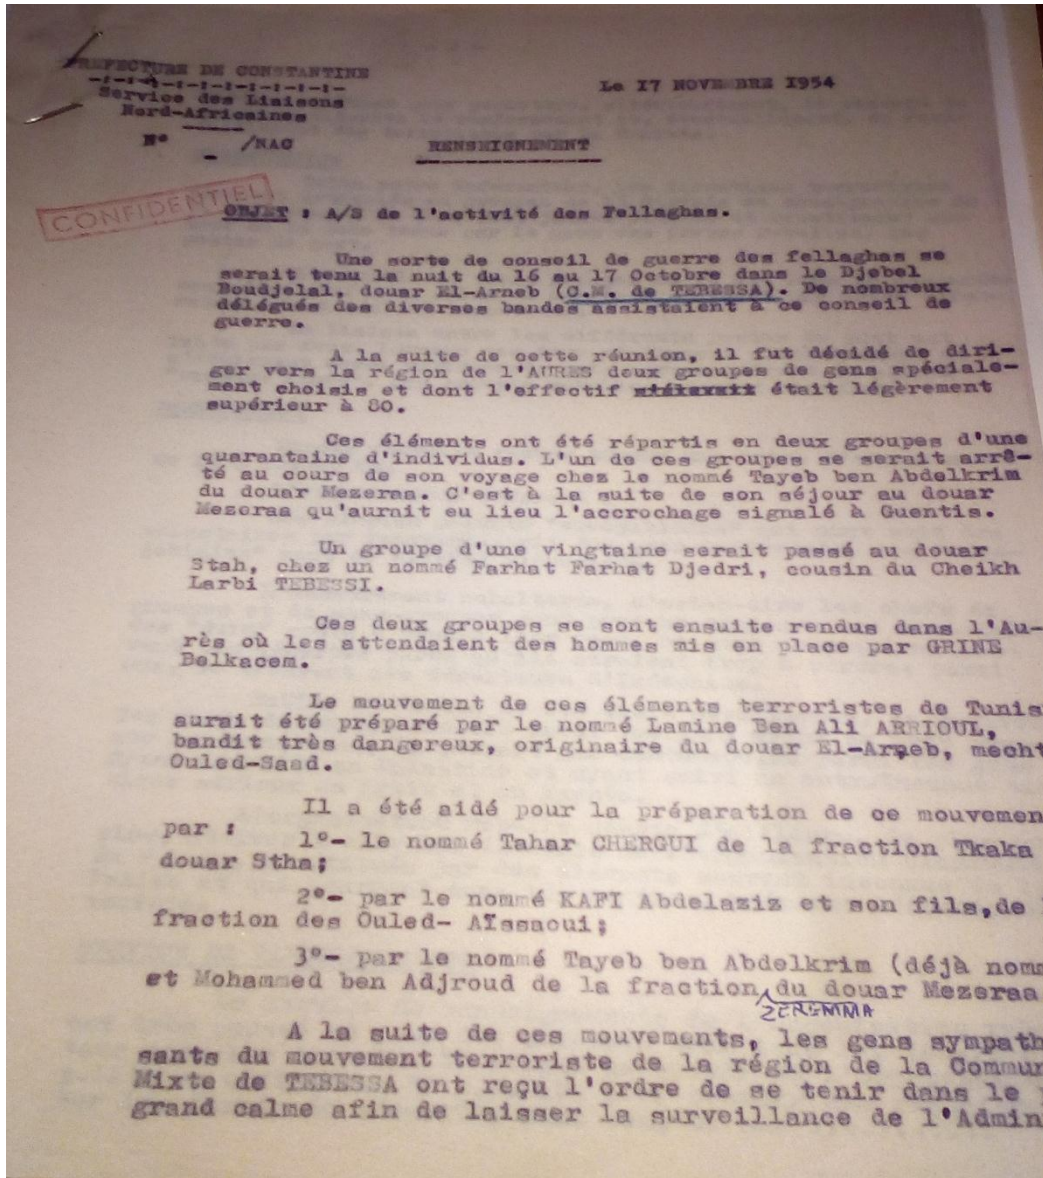 PREFECTURE DE CONSTANTINE
-:-:-:-:-:-:-:-:-:-:-
Service des Liaisons
Nord-Africaines
Le 17 NOVEMBRE 1954
N° /NAC
RENSEIGNEMENT
CONFIDENTIEL
OBJET : A/S de l'activité des Fellaghas.
Une sorte de conseil de guerre des fellaghas se
serait tenu la nuit du 16 au 17 Octobre dans le Djebel
Boudjelal, douar El-Arneb (C.M. de TEBESSA). De nombreux
délégués des diverses bandes assistaient à ce conseil de
guerre.
A la suite de cette réunion, il fut décidé de diri-
ger vers la région de l'AURES deux groupes de gens spéciale-
ment choisis et dont l'effectif était légèrement
supérieur à 80.
Ces éléments ont été répartis en deux groupes d'une
quarantaine d'individus. L'un de ces groupes se serait arrê-
té au cours de son voyage chez le nommé Tayeb ben Abdelkrim
du douar Mezeraa. C'est à la suite de son séjour au douar
Mezeraa qu'aurait eu lieu l'accrochage signalé à Guentis.
Un groupe d'une vingtaine serait passé au douar
Stah, chez un nommé Farhat Farhat Djedri, cousin du Cheikh
Larbi TEBESSI.
Ces deux groupes se sont ensuite rendus dans l'Au-
rès où les attendaient des hommes mis en place par GRINE
Belkacem.
Le mouvement de ces éléments terroristes de Tunis
aurait été préparé par le nommé Lamine Ben Ali ARRIOUL,
bandit très dangereux, originaire du douar El-Arneb, mecht
Ouled-Saad.
Il a été aidé pour la préparation de ce mouvemen
par :
1°- le nommé Tahar CHERGUI de la fraction Tkaka
douar Stha;
2°- par le nommé KAFI Abdelaziz et son fils,de
fraction des Ouled- Aïssaoui;
3°- par le nommé Tayeb ben Abdelkrim (déjà nomm
et Mohammed ben Adjroud de la fraction du douar Mezeraa
ZEREMMA
A la suite de ces mouvements, les gens sympath
sants du mouvement terroriste de la région de la Commun
Mixte de TEBESSA ont reçu l'ordre de se tenir dans le
grand calme afin de laisser la surveillance de l'Admin